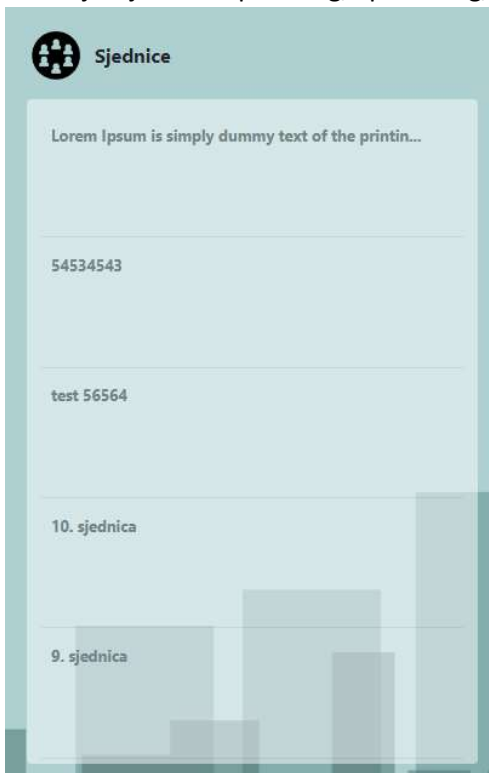 Sjednice
Lorem Ipsum is simply dummy text of the printin...
54534543
test 56564
10. sjednica
9. sjednica